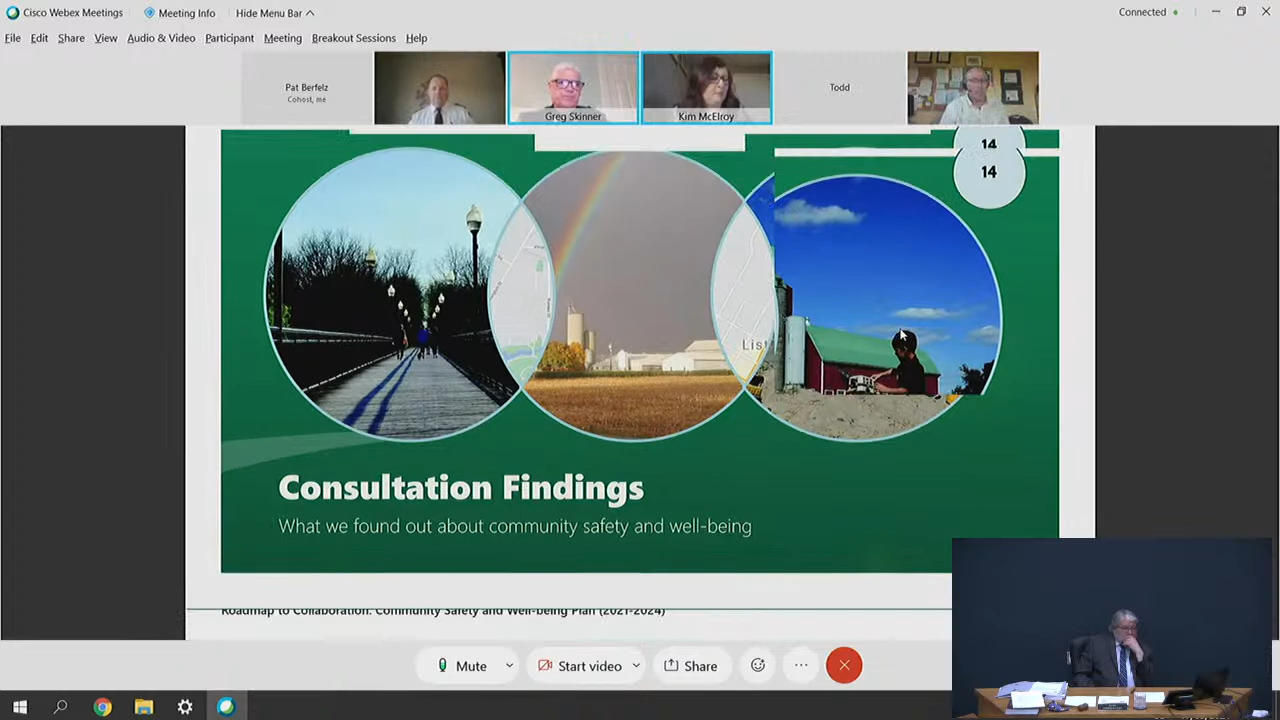 Cisco Webex Meetings
Meeting Info
Hide Menu Bar
Connected
File Edit Share View Audio & Video Participant Meeting Breakout Sessions Help
Pat Berfelz
Cohost, me
Greg Skinner
Kim McElroy
Todd
14
14
List
Consultation Findings
What we found out about community safety and well-being
Roadmap to Collaboration: Community Safety and Well-being Plan (2021-2024)
Mute
Start video
Share